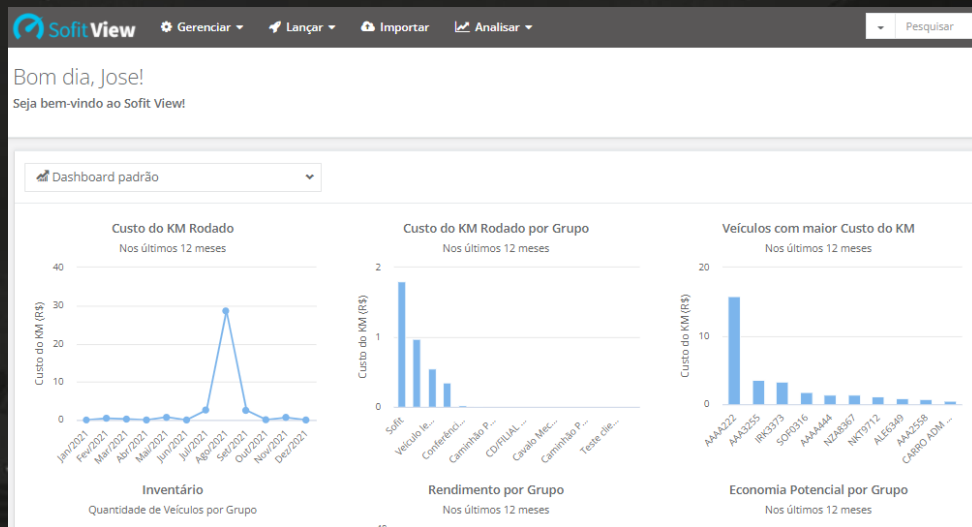 Sofit View Gerenciar Lançar Importar Analisar Pesquisar
Bom dia, Jose!
Seja bem-vindo ao Sofit View!
Dashboard padrão
Custo do KM Rodado
Nos últimos 12 meses
40
30
20
10
0
Custo do KM (R$)
Jan/2021
Fev/2021
Mar/2021
Abr/2021
Mai/2021
Jun/2021
Jul/2021
Ago/2021
Set/2021
Out/2021
Nov/2021
Dez/2021
Custo do KM Rodado por Grupo
Nos últimos 12 meses
2
1
0
Custo do KM (R$)
Sofit
Veículo le...
Conferênci...
Caminhão P...
CD/FILIAL ...
Cavalo Mec...
Caminhão P...
Teste clie...
Veículos com maior Custo do KM
Nos últimos 12 meses
20
10
0
Custo do KM (R$)
AAAA222
AAA3255
IRK3373
SOF0316
AAAA444
NZA8367
NKT9712
ALE6349
AAA2558
CARRO ADM ...
Inventário
Quantidade de Veículos por Grupo
Rendimento por Grupo
Nos últimos 12 meses
Economia Potencial por Grupo
Nos últimos 12 meses